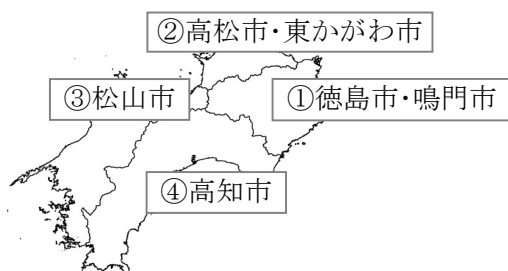 ②高松市・東かがわ市
③松山市
①徳島市・鳴門市
④高知市